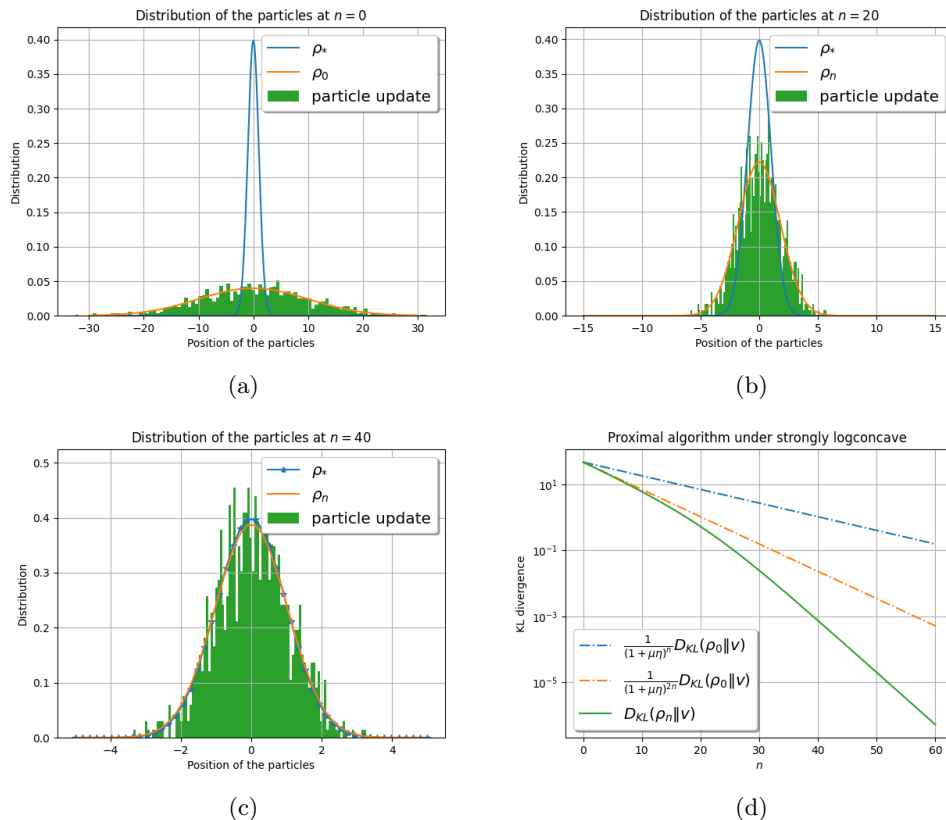 Distribution of the particles at n = 0
0.40
0.35
0.30
0.25
0.20
0.15
0.10
0.05
0.00
Distribution
ρ*
ρ0
particle update
−30 −20 −10 0 10 20 30
Position of the particles
(a)
Distribution of the particles at n = 20
0.40
0.35
0.30
0.25
0.20
0.15
0.10
0.05
0.00
Distribution
ρ*
ρn
particle update
−15 −10 −5 0 5 10 15
Position of the particles
(b)
Distribution of the particles at n = 40
0.5
0.4
0.3
0.2
0.1
0.0
Distribution
ρ*
ρn
particle update
−4 −2 0 2 4
Position of the particles
(c)
Proximal algorithm under strongly logconcave
10^1
10^−1
10^−3
10^−5
KL divergence
1/(1+μη)^n D_KL(ρ0‖v)
1/(1+μη)^2n D_KL(ρ0‖v)
D_KL(ρn‖v)
0 10 20 30 40 50 60
n
(d)